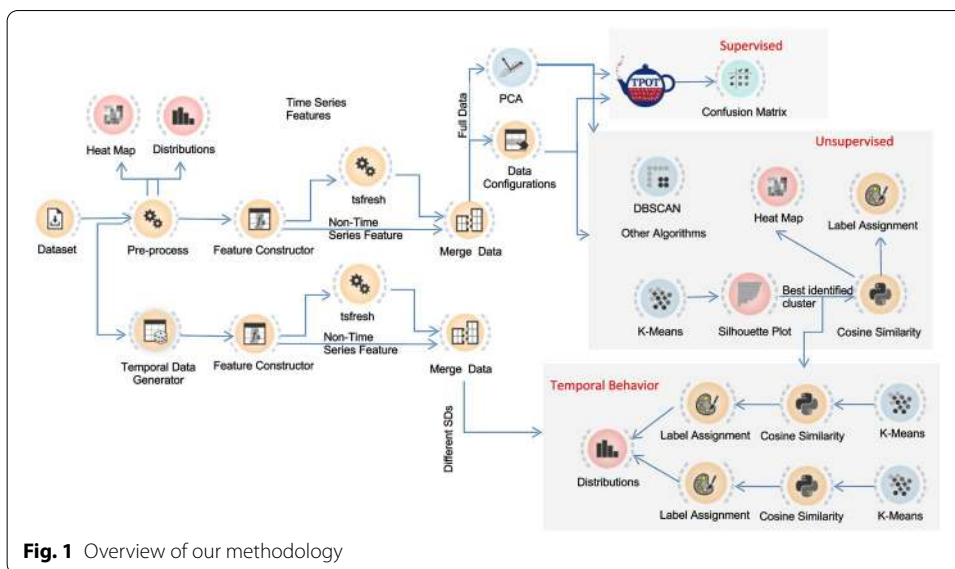 Supervised
TPOT
Confusion Matrix
Full Data
PCA
Data
Configurations
Time Series
Features
Heat Map
Distributions
tsfresh
Dataset
Pre-process
Feature Constructor
Non-Time
Series Feature
Merge Data
Unsupervised
DBSCAN
Other Algorithms
Heat Map
Label Assignment
K-Means
Silhouette Plot
Best identified
cluster
Cosine Similarity
tsfresh
Temporal Data
Generator
Feature Constructor
Non-Time
Series Feature
Merge Data
Different SDs
Temporal Behavior
Label Assignment
Cosine Similarity
K-Means
Distributions
Label Assignment
Cosine Similarity
K-Means
Fig. 1 Overview of our methodology